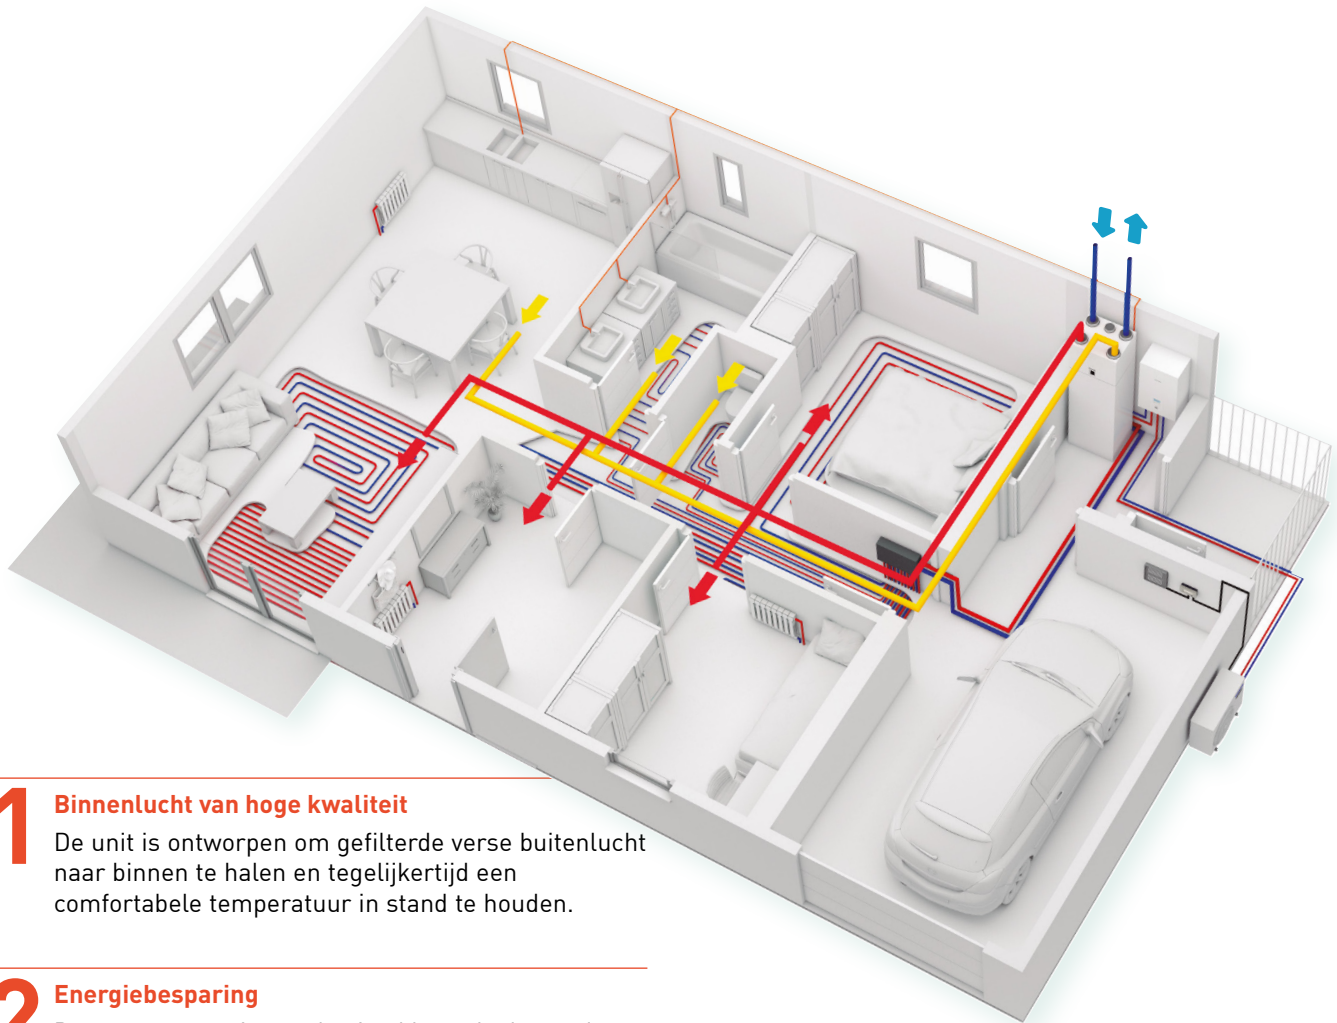 1
Binnenlucht van hoge kwaliteit
De unit is ontworpen om gefilterde verse buitenlucht
naar binnen te halen en tegelijkertijd een
comfortabele temperatuur in stand te houden.
2
Energiebesparing